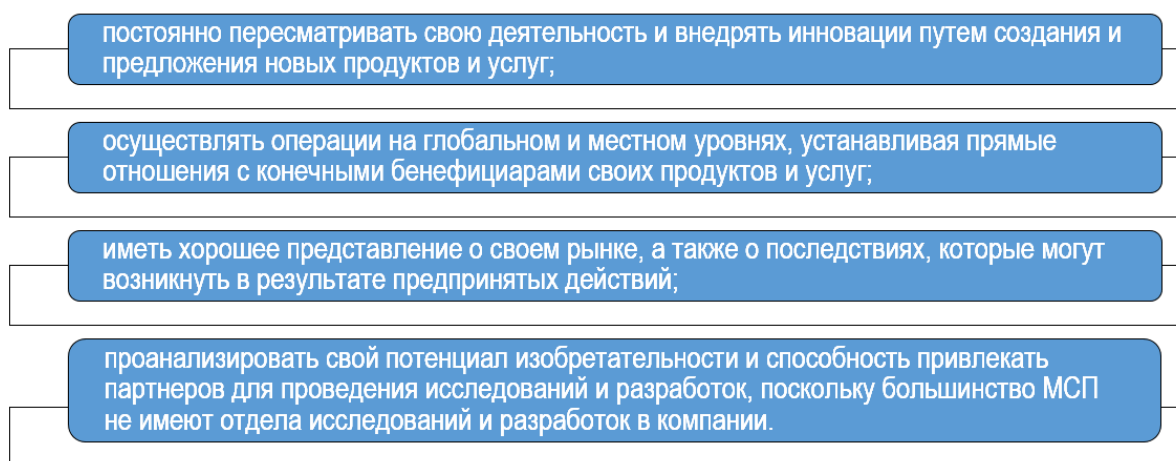 постоянно пересматривать свою деятельность и внедрять инновации путем создания и
предложения новых продуктов и услуг;
осуществлять операции на глобальном и местном уровнях, устанавливая прямые
отношения с конечными бенефициарами своих продуктов и услуг;
иметь хорошее представление о своем рынке, а также о последствиях, которые могут
возникнуть в результате предпринятых действий;
проанализировать свой потенциал изобретательности и способность привлекать
партнеров для проведения исследований и разработок, поскольку большинство МСП
не имеют отдела исследований и разработок в компании.